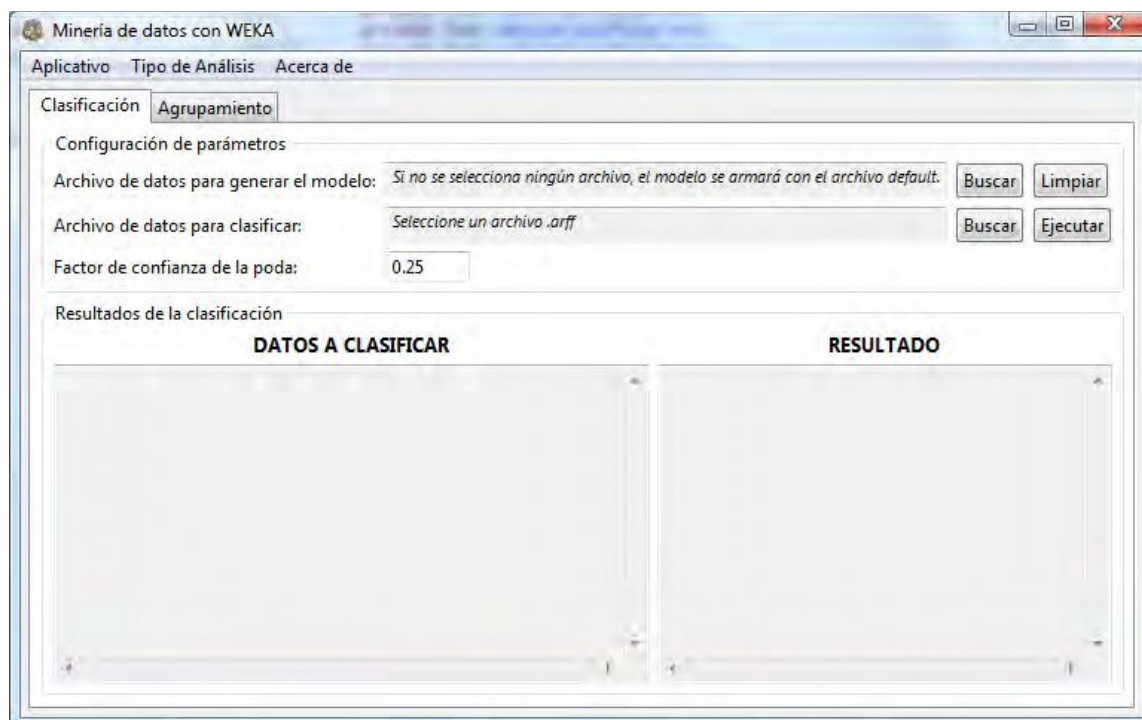 Minería de datos con WEKA
Aplicativo Tipo de Análisis Acerca de
Clasificación Agrupamiento
Configuración de parámetros
Archivo de datos para generar el modelo: Si no se selecciona ningún archivo, el modelo se armará con el archivo default. Buscar Limpiar
Archivo de datos para clasificar: Seleccione un archivo .arff Buscar Ejecutar
Factor de confianza de la poda: 0.25
Resultados de la clasificación
DATOS A CLASIFICAR RESULTADO